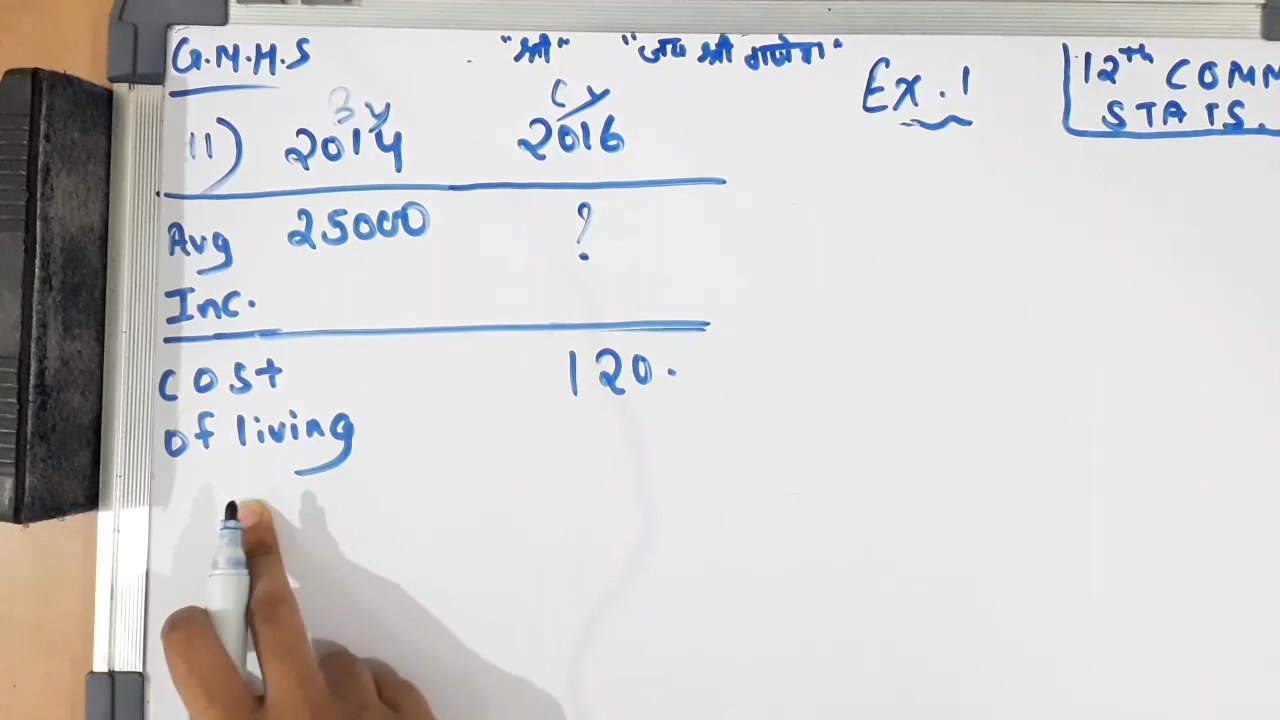 G.M.H.S
"श्री" "जय श्री गणेश"
Ex.1
12th COMM
STATS.
By Cy
11) 2014 2016
Avg 25000 ?
Inc.
cost 120.
of living